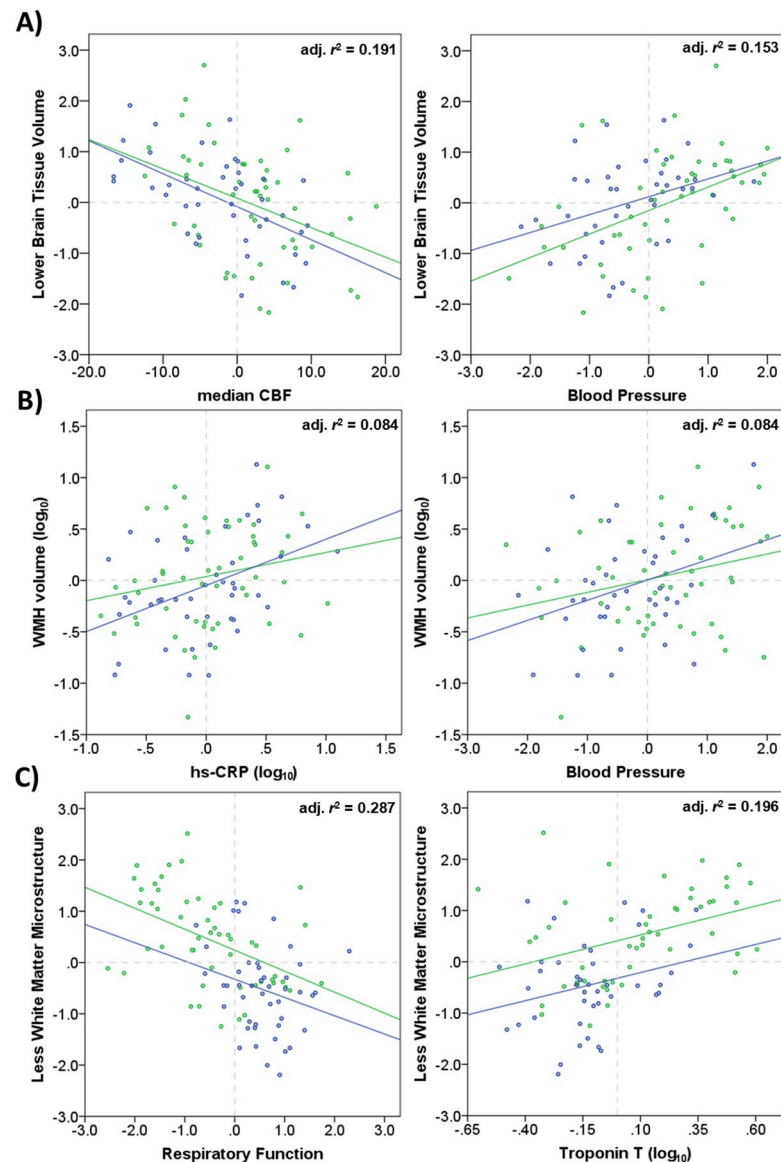 A)
adj. r² = 0.191
Lower Brain Tissue Volume
3.0
2.0
1.0
.0
-1.0
-2.0
-3.0
-20.0 -10.0 .0 10.0 20.0
median CBF
adj. r² = 0.153
Lower Brain Tissue Volume
3.0
2.0
1.0
.0
-1.0
-2.0
-3.0
-3.0 -2.0 -1.0 .0 1.0 2.0
Blood Pressure
B)
adj. r² = 0.084
WMH volume (log₁₀)
1.5
1.0
.5
.0
-.5
-1.0
-1.5
-1.0 -.5 .0 .5 1.0 1.5
hs-CRP (log₁₀)
adj. r² = 0.084
WMH volume (log₁₀)
1.5
1.0
.5
.0
-.5
-1.0
-1.5
-3.0 -2.0 -1.0 .0 1.0 2.0
Blood Pressure
C)
adj. r² = 0.287
Less White Matter Microstructure
3.0
2.0
1.0
.0
-1.0
-2.0
-3.0
-3.0 -2.0 -1.0 .0 1.0 2.0 3.0
Respiratory Function
adj. r² = 0.196
Less White Matter Microstructure
3.0
2.0
1.0
.0
-1.0
-2.0
-3.0
-.65 -.40 -.15 .10 .35 .60
Troponin T (log₁₀)